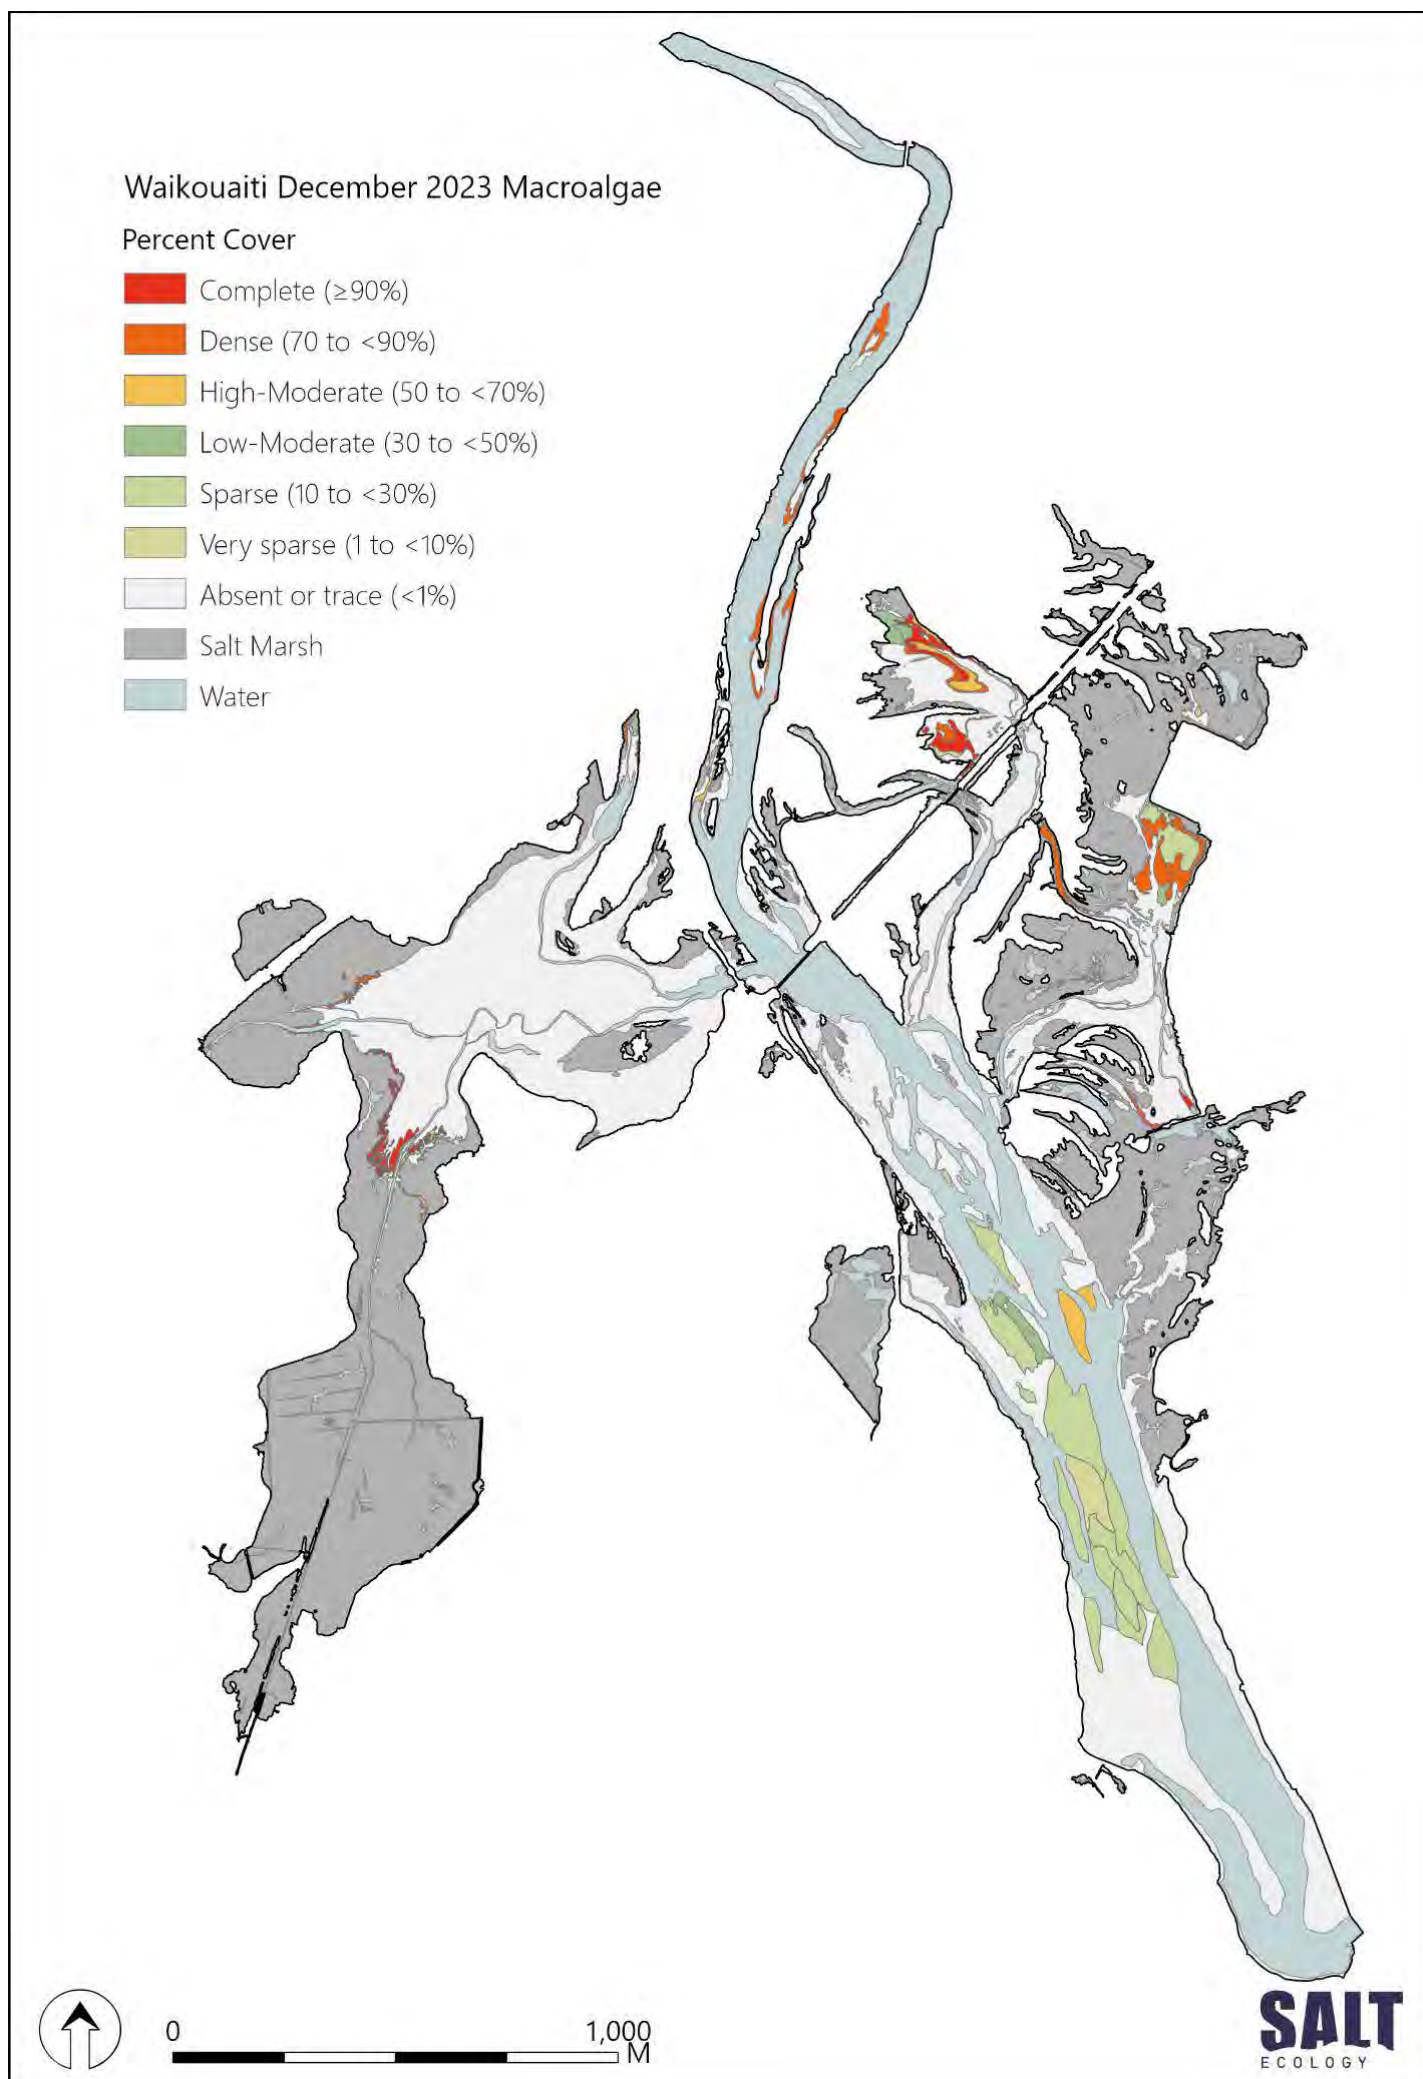 Waikouaiti December 2023 Macroalgae
Percent Cover
Complete (≥90%)
Dense (70 to <90%)
High-Moderate (50 to <70%)
Low-Moderate (30 to <50%)
Sparse (10 to <30%)
Very sparse (1 to <10%)
Absent or trace (<1%)
Salt Marsh
Water
0 1,000
M
SALT
ECOLOGY